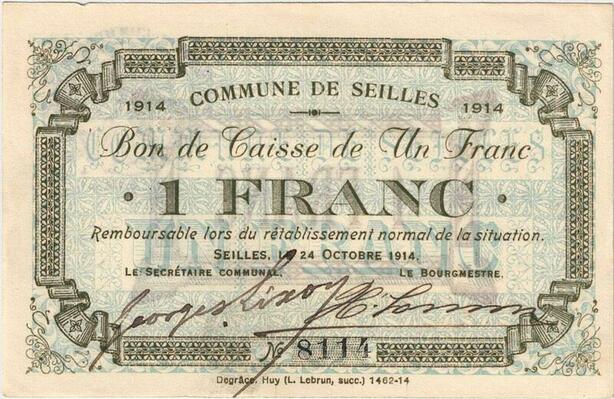 COMMUNE DE SEILLES
1914 1914
Bon de Caisse de Un Franc
· 1 FRANC ·
Remboursable lors du rétablissement normal de la situation.
SEILLES, LE 24 OCTOBRE 1914.
LE SECRÉTAIRE COMMUNAL, LE BOURGMESTRE.
Georges
No 8114
Degrâce, Huy (L. Lebrun, succ.) 1462-14